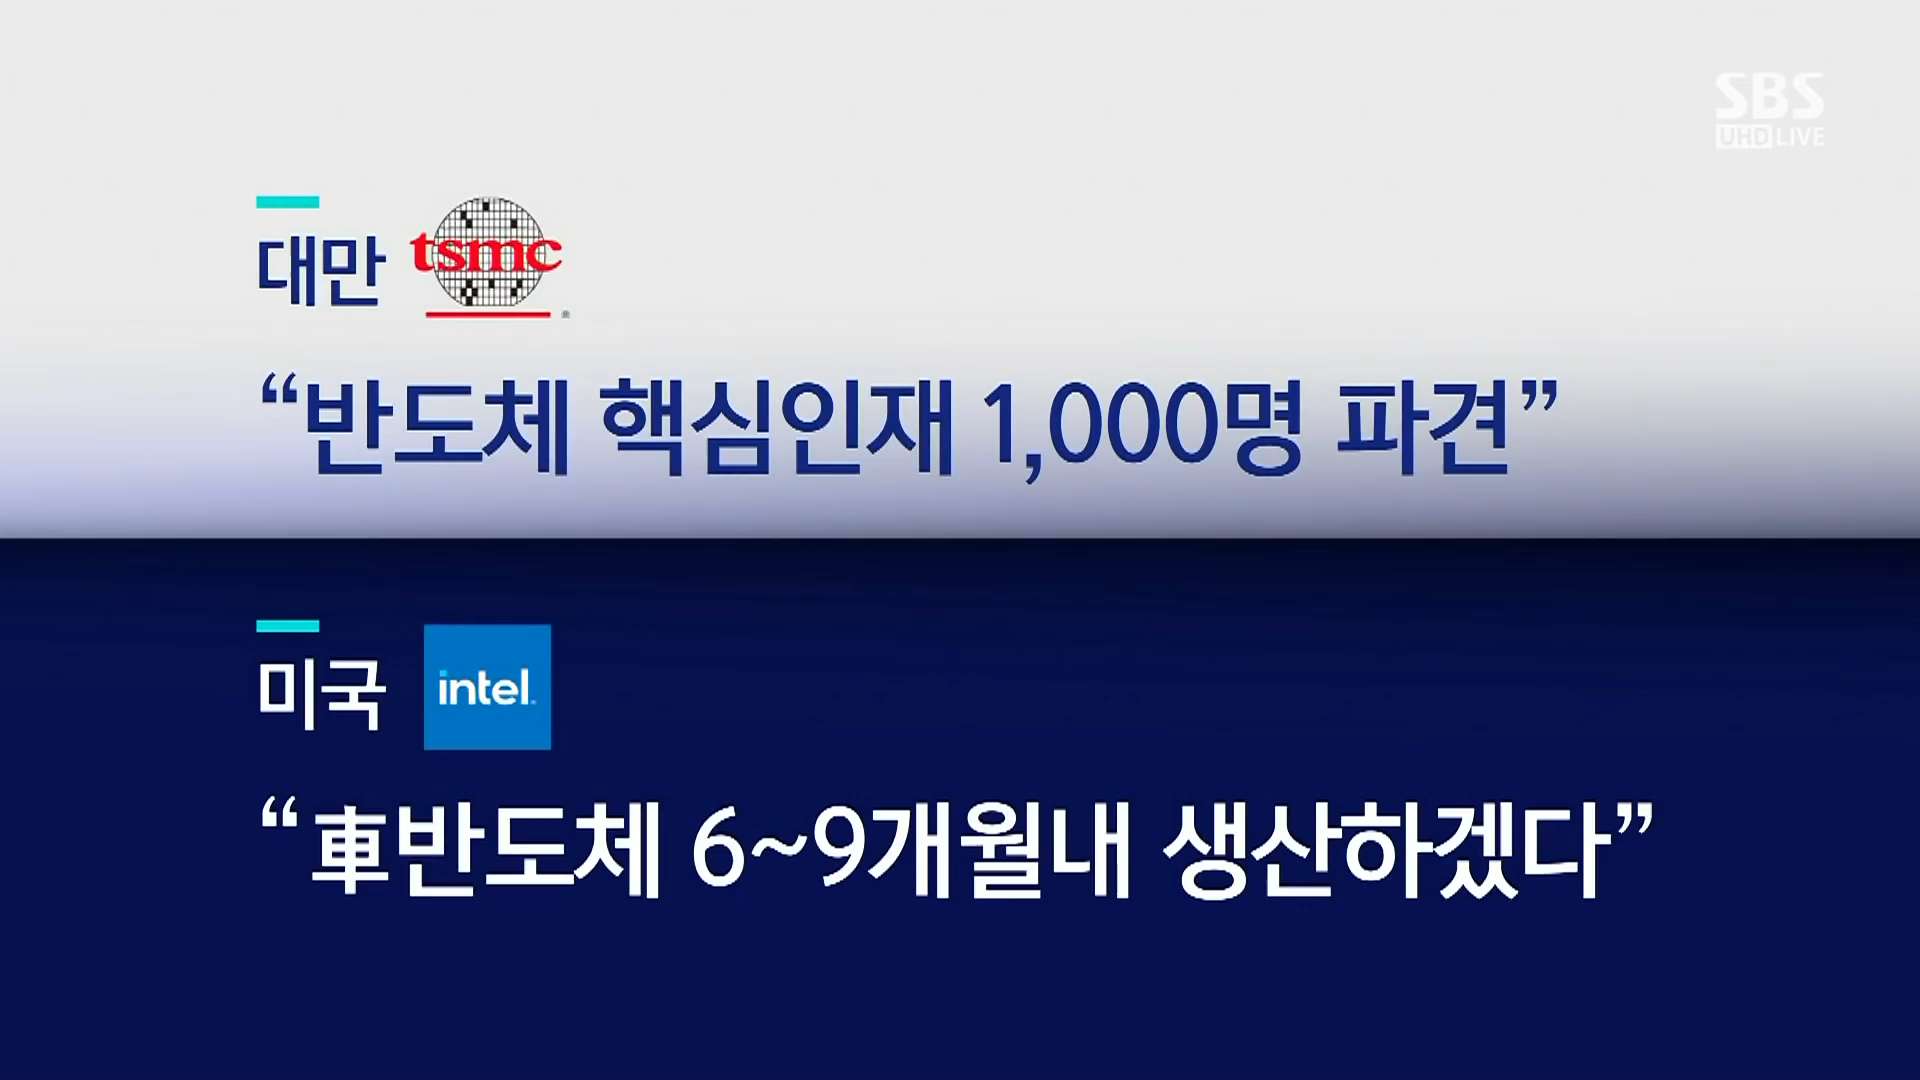 SBS
UHD LIVE
대만 tsmc ®
“반도체 핵심인재 1,000명 파견”
미국 intel.
“車반도체 6~9개월내 생산하겠다”